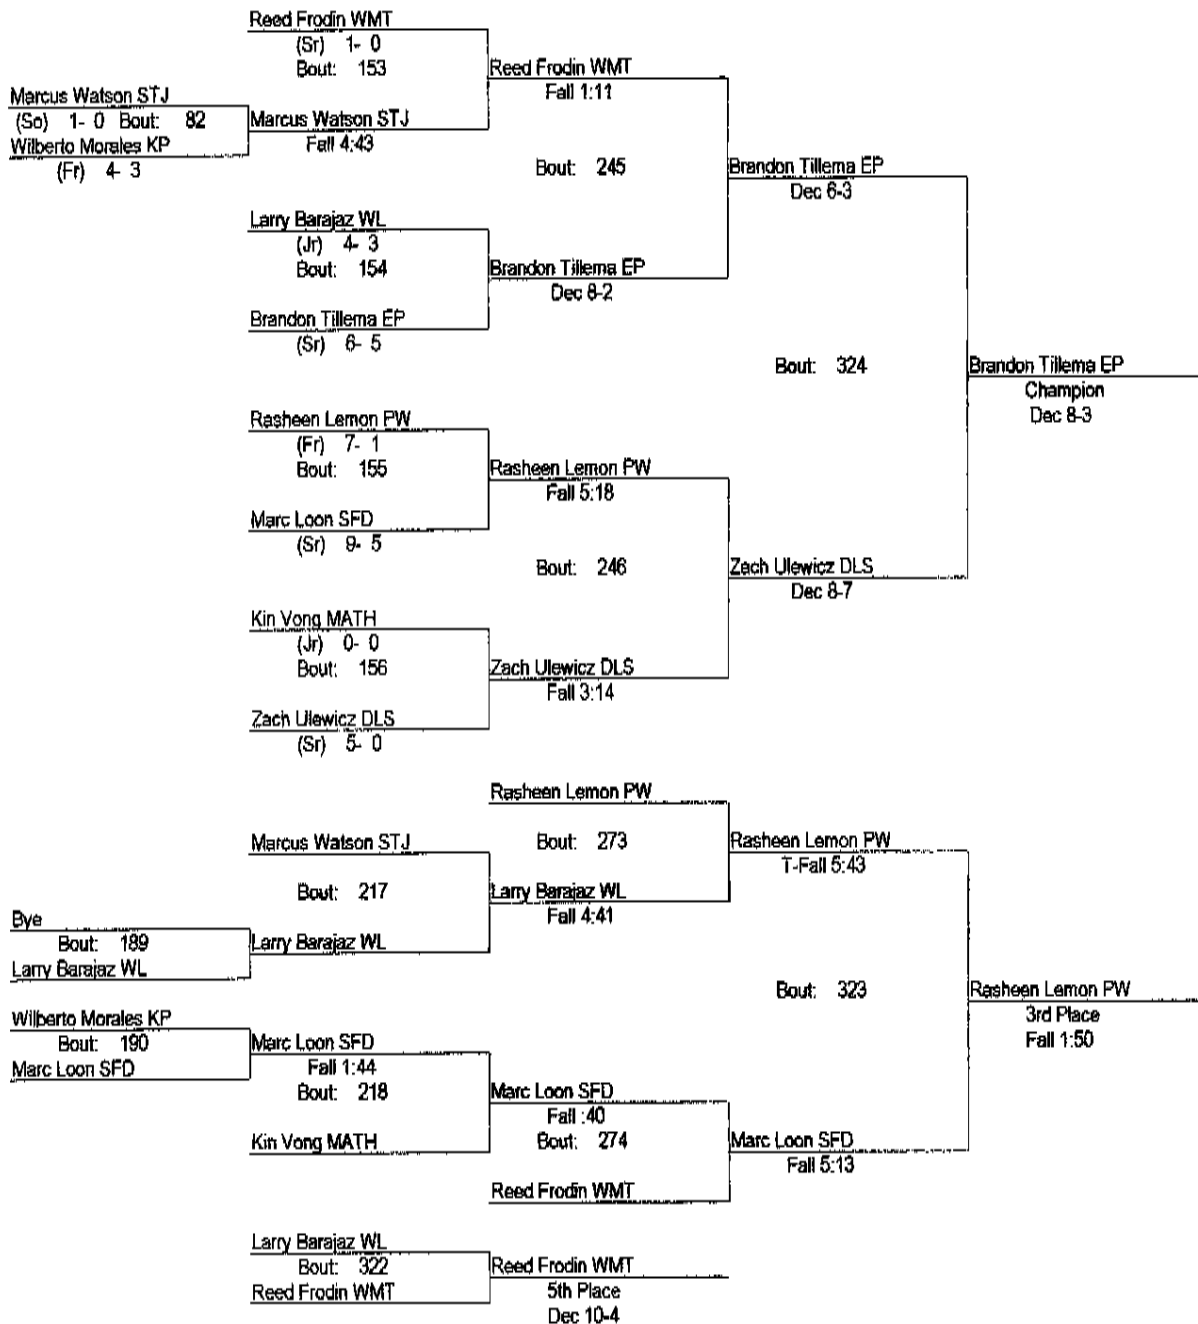 Reed Frodin WMT
(Sr) 1- 0
Bout: 153
Reed Frodin WMT
Fall 1:11
Marcus Watson STJ
(So) 1- 0 Bout: 82
Marcus Watson STJ
Fall 4:43
Wilberto Morales KP
(Fr) 4- 3
Bout: 245
Brandon Tillema EP
Dec 6-3
Larry Barajaz WL
(Jr) 4- 3
Bout: 154
Brandon Tillema EP
Dec 8-2
Brandon Tillema EP
(Sr) 6- 5
Bout: 324
Brandon Tillema EP
Champion
Dec 8-3
Rasheen Lemon PW
(Fr) 7- 1
Bout: 155
Rasheen Lemon PW
Fall 5:18
Marc Loon SFD
(Sr) 9- 5
Bout: 246
Zach Ulewicz DLS
Dec 8-7
Kin Vong MATH
(Jr) 0- 0
Bout: 156
Zach Ulewicz DLS
Fall 3:14
Zach Ulewicz DLS
(Sr) 5- 0
Rasheen Lemon PW
Bout: 273
Rasheen Lemon PW
T-Fall 5:43
Marcus Watson STJ
Bout: 217
Larry Barajaz WL
Fall 4:41
Bye
Bout: 189
Larry Barajaz WL
Larry Barajaz WL
Bout: 323
Rasheen Lemon PW
3rd Place
Fall 1:50
Wilberto Morales KP
Bout: 190
Marc Loon SFD
Marc Loon SFD
Fall 1:44
Bout: 218
Marc Loon SFD
Fall :40
Bout: 274
Kin Vong MATH
Marc Loon SFD
Fall 5:13
Reed Frodin WMT
Larry Barajaz WL
Bout: 322
Reed Frodin WMT
Reed Frodin WMT
5th Place
Dec 10-4